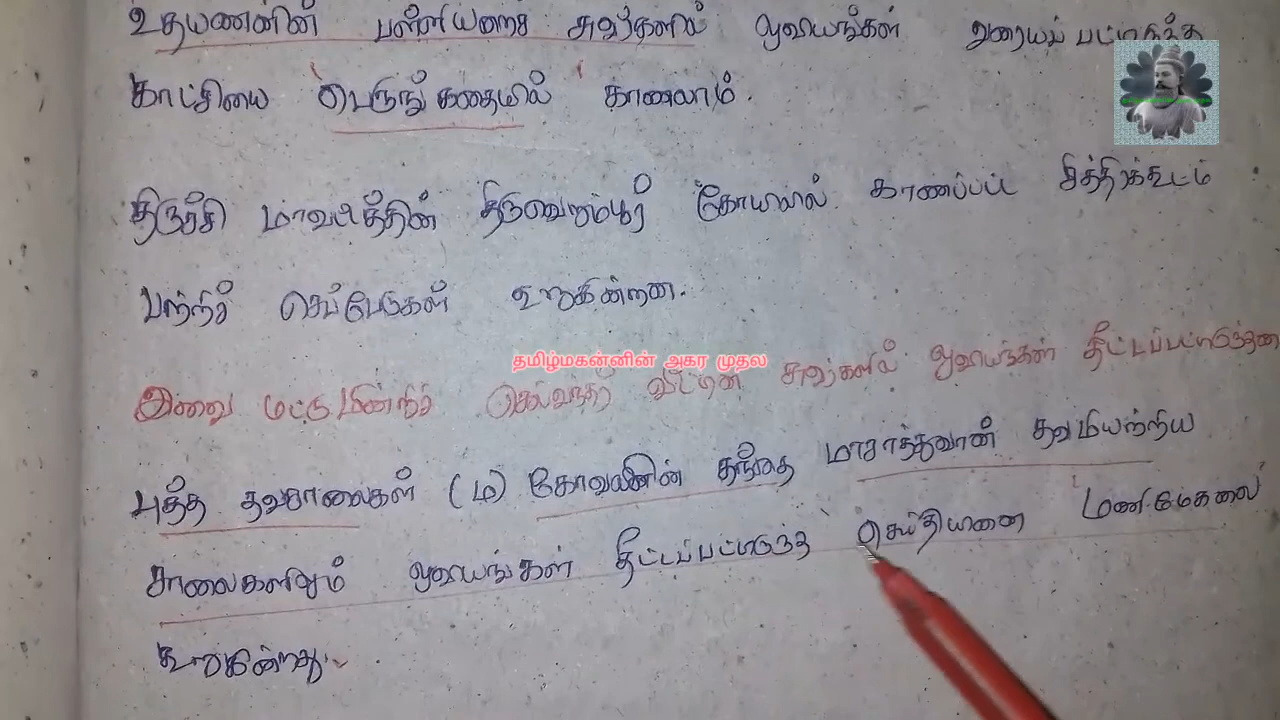 உதயணனின் பள்ளியறைச் சுவர்களில் ஓவியங்கள் வரையப் பட்டிருந்த
காட்சியை பெருங்கதையில் காணலாம்.
திருச்சி மாவட்டத்தின் திருவெறும்பூர் கோயிலில் காணப்பட்ட சித்திரக்கூடம்
பற்றிச் செப்பேடுகள் கூறுகின்றன.
தமிழ்மகன்னின் அகர முதல
இவை மட்டுமின்றிச் செல்வந்தர் வீட்டின் சுவர்களில் ஓவியங்கள் தீட்டப்பட்டிருந்தன
புத்த தவசாலைகள் (ம) கோவலனின் தந்தை மாசாத்துவான் தவமியற்றிய
சாலைகளிலும் ஓவியங்கள் தீட்டப்பட்டிருந்த செய்தியினை மணிமேகலை
கூறுகின்றது.